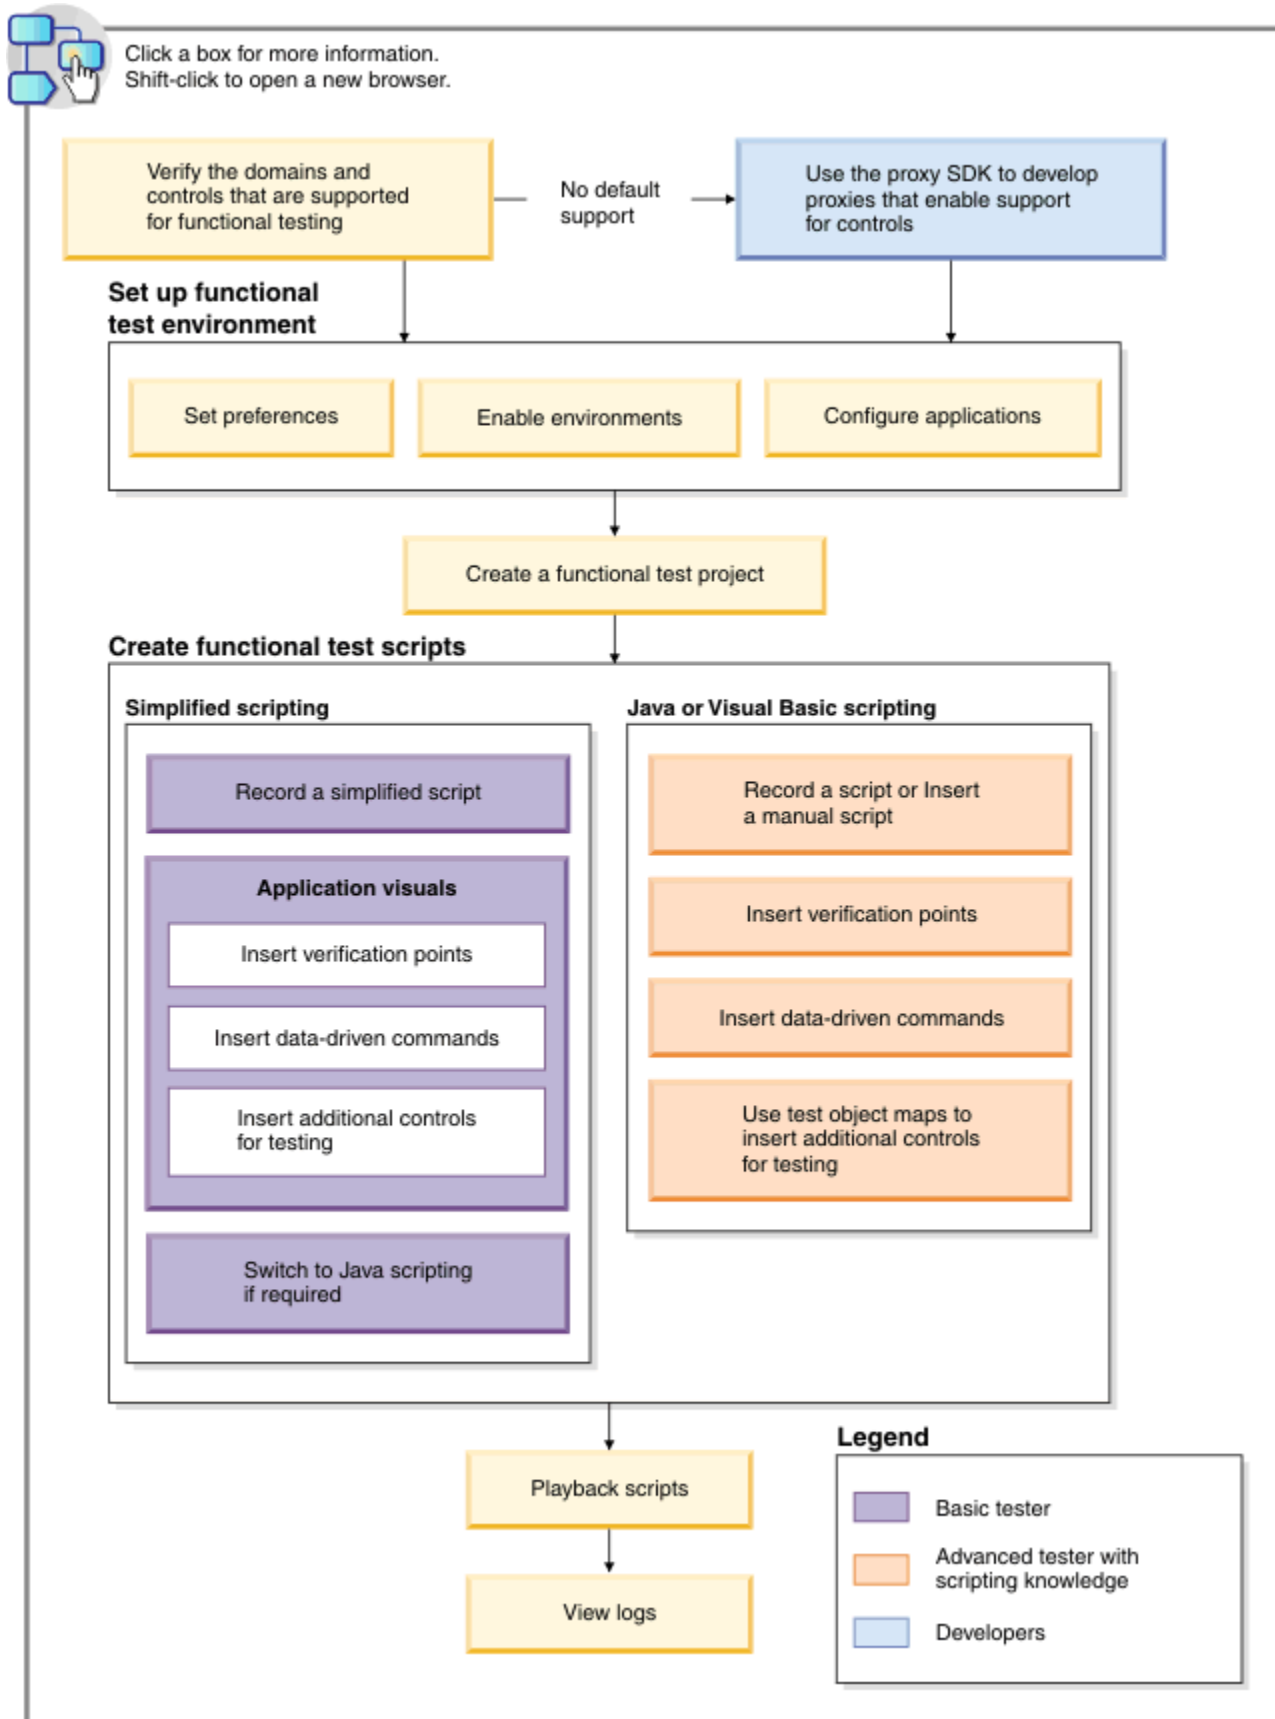 Click a box for more information.
Shift-click to open a new browser.
Verify the domains and
controls that are supported
for functional testing
No default
support
Use the proxy SDK to develop
proxies that enable support
for controls
Set up functional
test environment
Set preferences
Enable environments
Configure applications
Create a functional test project
Create functional test scripts
Simplified scripting
Record a simplified script
Application visuals
Insert verification points
Insert data-driven commands
Insert additional controls
for testing
Switch to Java scripting
if required
Java or Visual Basic scripting
Record a script or Insert
a manual script
Insert verification points
Insert data-driven commands
Use test object maps to
insert additional controls
for testing
Playback scripts
View logs
Legend
Basic tester
Advanced tester with
scripting knowledge
Developers